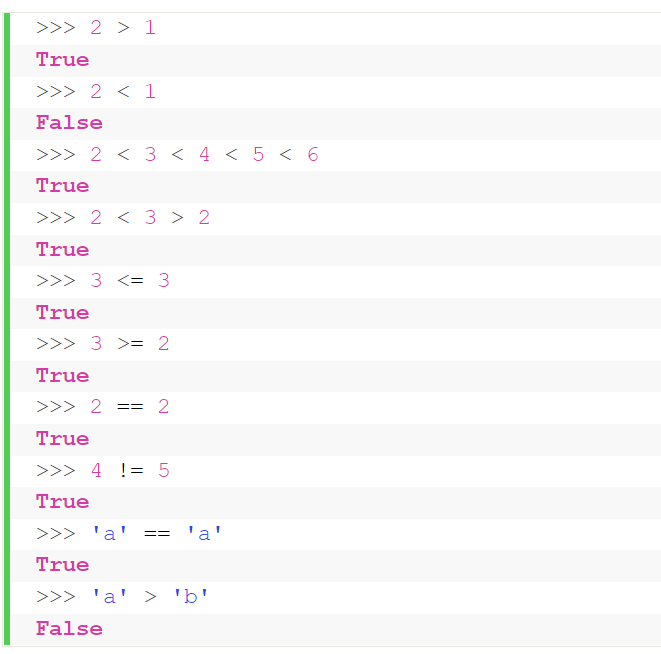 >>> 2 > 1
True
>>> 2 < 1
False
>>> 2 < 3 < 4 < 5 < 6
True
>>> 2 < 3 > 2
True
>>> 3 <= 3
True
>>> 3 >= 2
True
>>> 2 == 2
True
>>> 4 != 5
True
>>> 'a' == 'a'
True
>>> 'a' > 'b'
False